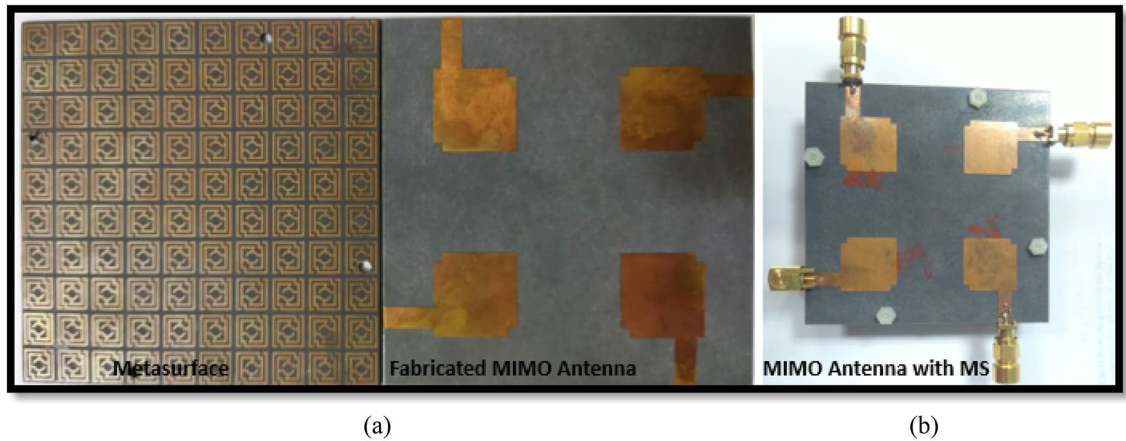 Metasurface
Fabricated MIMO Antenna
MIMO Antenna with MS
(a)
(b)